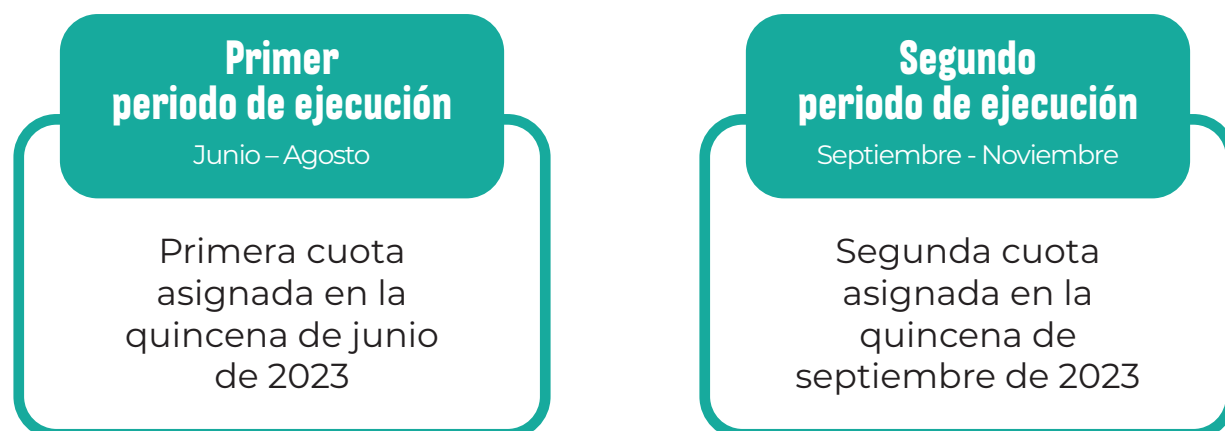 Primer
periodo de ejecución
Junio – Agosto
Primera cuota
asignada en la
quincena de junio
de 2023
Segundo
periodo de ejecución
Septiembre - Noviembre
Segunda cuota
asignada en la
quincena de
septiembre de 2023